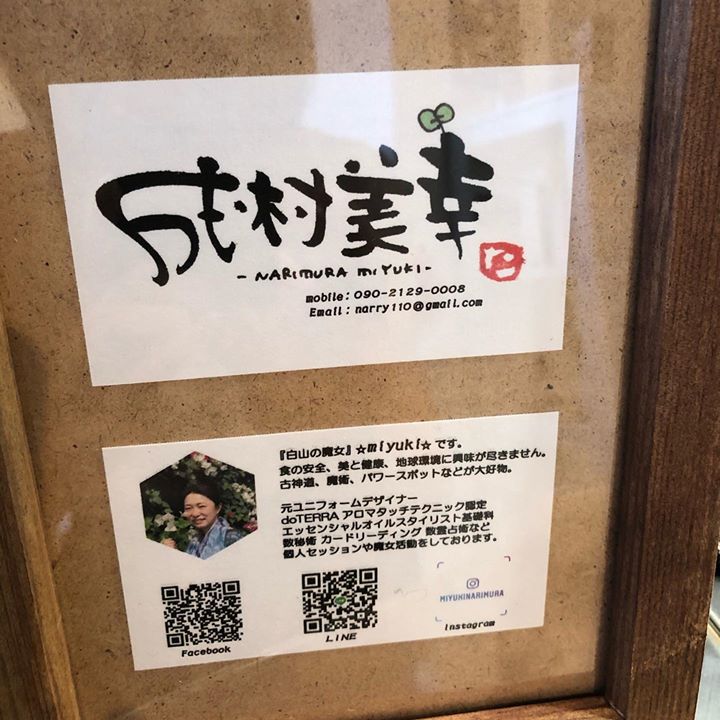 成村美幸
- NARIMURA MIYUKI -
mobile：090-2129-0008
Email：narry110@gmail.com
『白山の魔女』☆miyuki☆です。
食の安全、美と健康、地球環境に興味が尽きません。
古神道、魔術、パワースポットなどが大好物。
元ユニフォームデザイナー
doTERRA アロマタッチテクニック認定
エッセンシャルオイルスタイリスト基礎科
数秘術 カードリーディング 数霊占術など
個人セッションや魔女活動をしております。
Facebook
LINE
MIYUKINARIMURA
Instagram